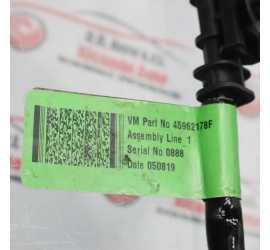 VM Part No 45962178F
Assembly Line_1
Serial No 0888
Date 050819